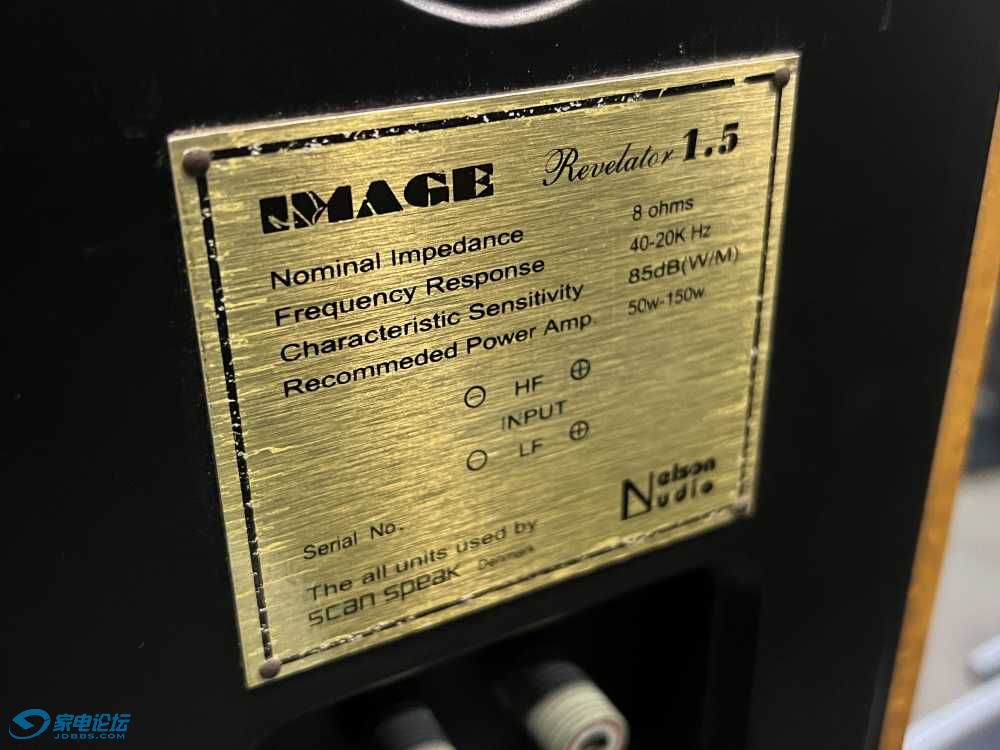 IMAGE Revelator 1.5
Nominal Impedance 8 ohms
Frequency Response 40-20K Hz
Characteristic Sensitivity 85dB(W/M)
Recommeded Power Amp. 50w-150w
⊖ HF ⊕
INPUT
⊖ LF ⊕
Nelson
Audio
Serial No.
The all units used by
scan speak Denmark
家电论坛
JDBBS.COM